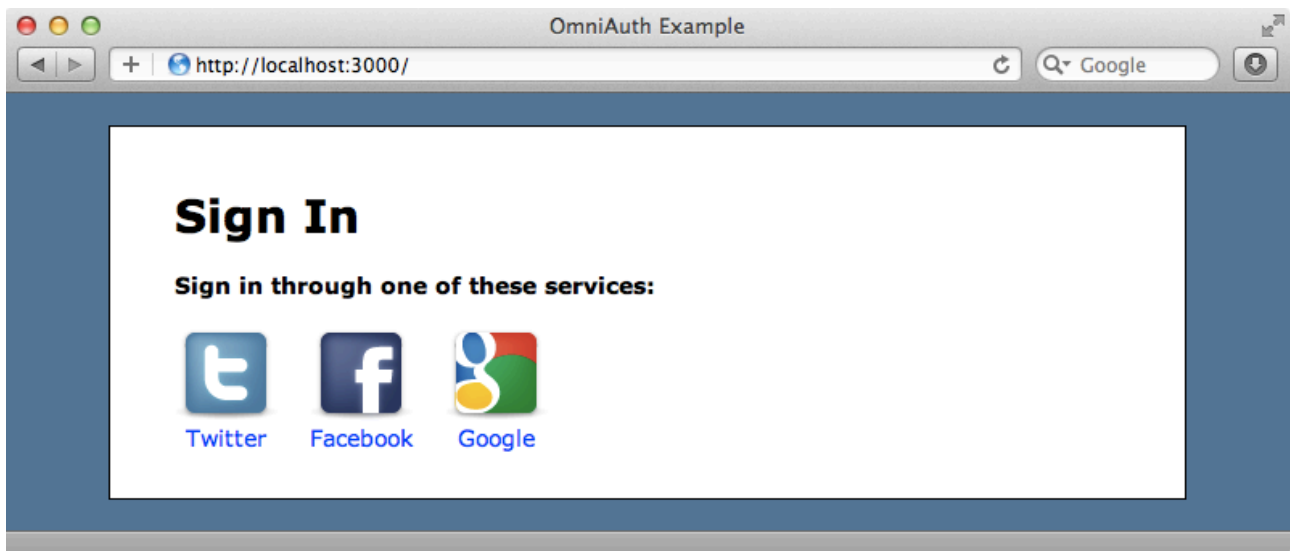 OmniAuth Example
http://localhost:3000/
Google
Sign In
Sign in through one of these services:
Twitter Facebook Google